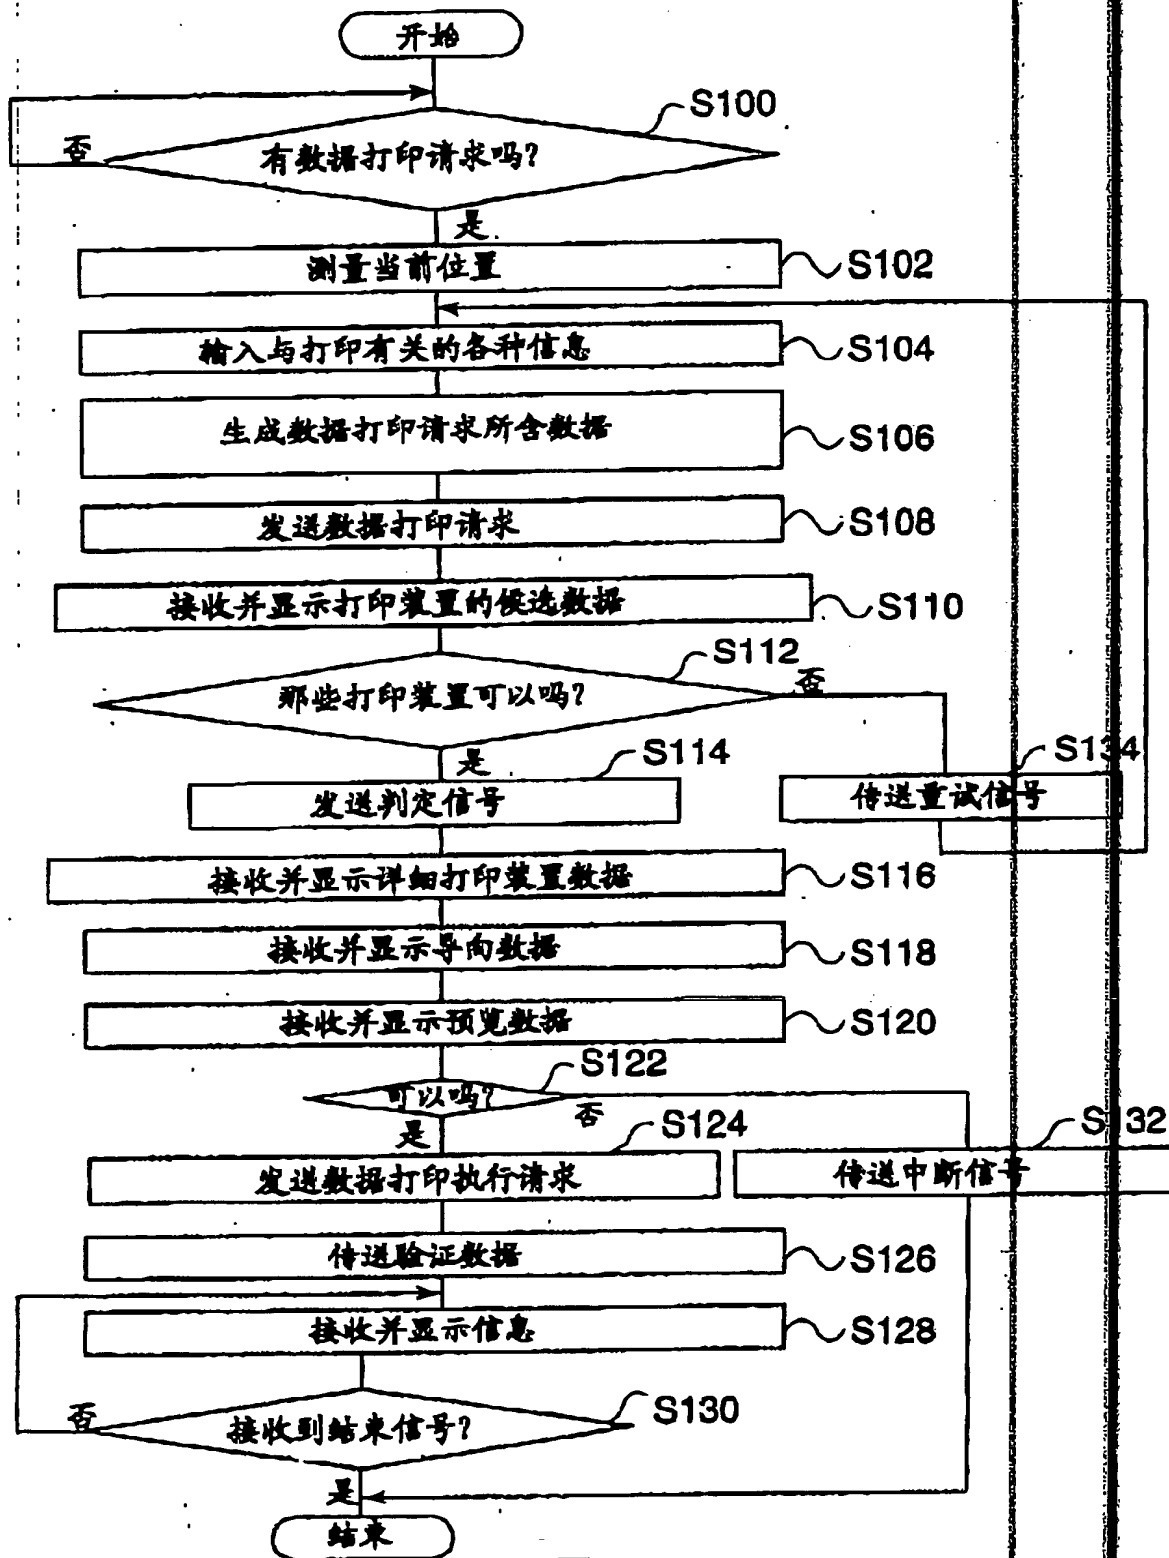 开始
S100
否
有数据打印请求吗?
是
测量当前位置
S102
输入与打印有关的各种信息
S104
生成数据打印请求所含数据
S106
发送数据打印请求
S108
接收并显示打印装置的候选数据
S110
S112
那些打印装置可以吗?
否
是
S114
S134
发送判定信号
传送重试信号
接收并显示详细打印装置数据
S116
接收并显示导向数据
S118
接收并显示预览数据
S120
S122
可以吗?
否
是
S124
S132
发送数据打印执行请求
传送中断信号
传送验证数据
S126
接收并显示信息
S128
S130
否
接收到结束信号?
是
结束